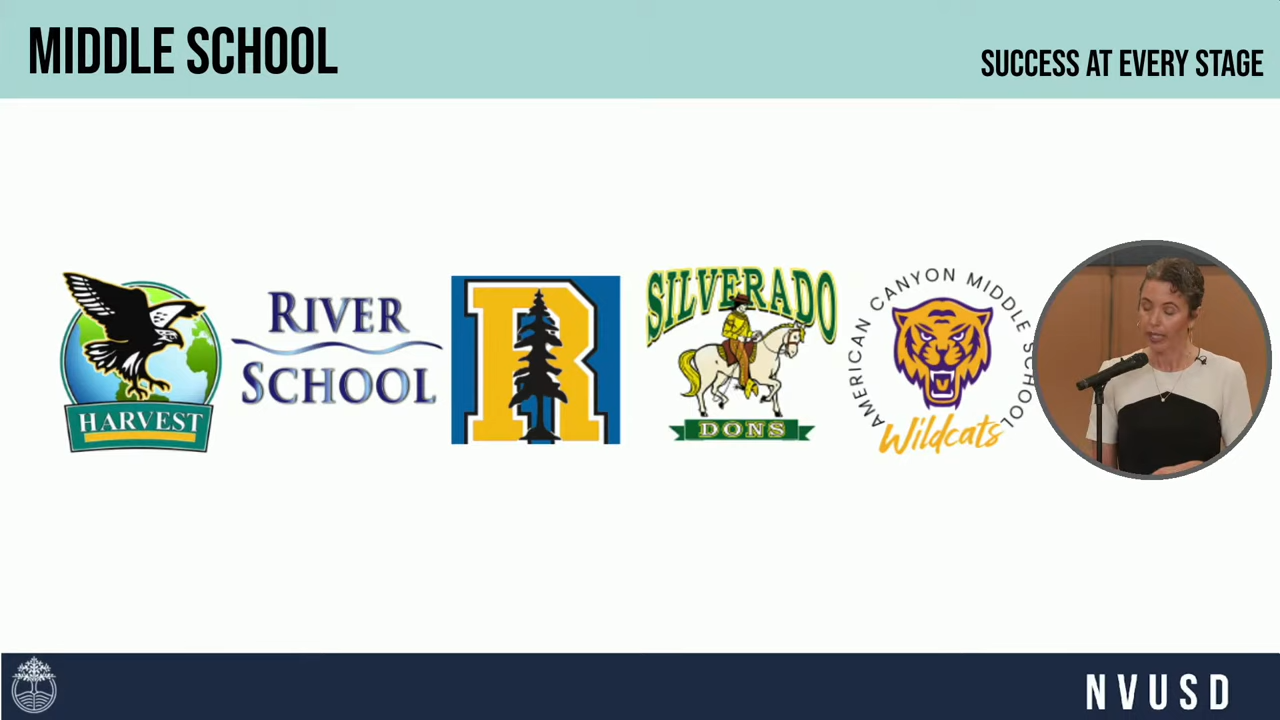 MIDDLE SCHOOL
SUCCESS AT EVERY STAGE
HARVEST
RIVER
SCHOOL
R
SILVERADO
DONS
AMERICAN CANYON MIDDLE SCHOOL
Wildcats
NVUSD